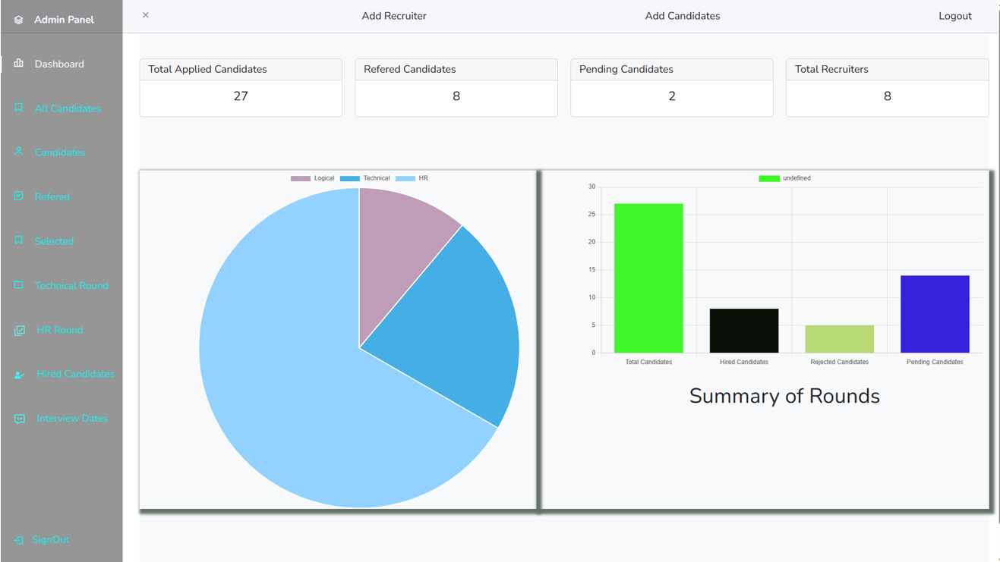 Admin Panel
×
Add Recruiter
Add Candidates
Logout
Dashboard
All Candidates
Candidates
Refered
Selected
Technical Round
HR Round
Hired Candidates
Interview Dates
SignOut
Total Applied Candidates
27
Refered Candidates
8
Pending Candidates
2
Total Recruiters
8
Logical Technical HR
undefined
30
25
20
15
10
5
0
Total Candidates Hired Candidates Rejected Candidates Pending Candidates
Summary of Rounds